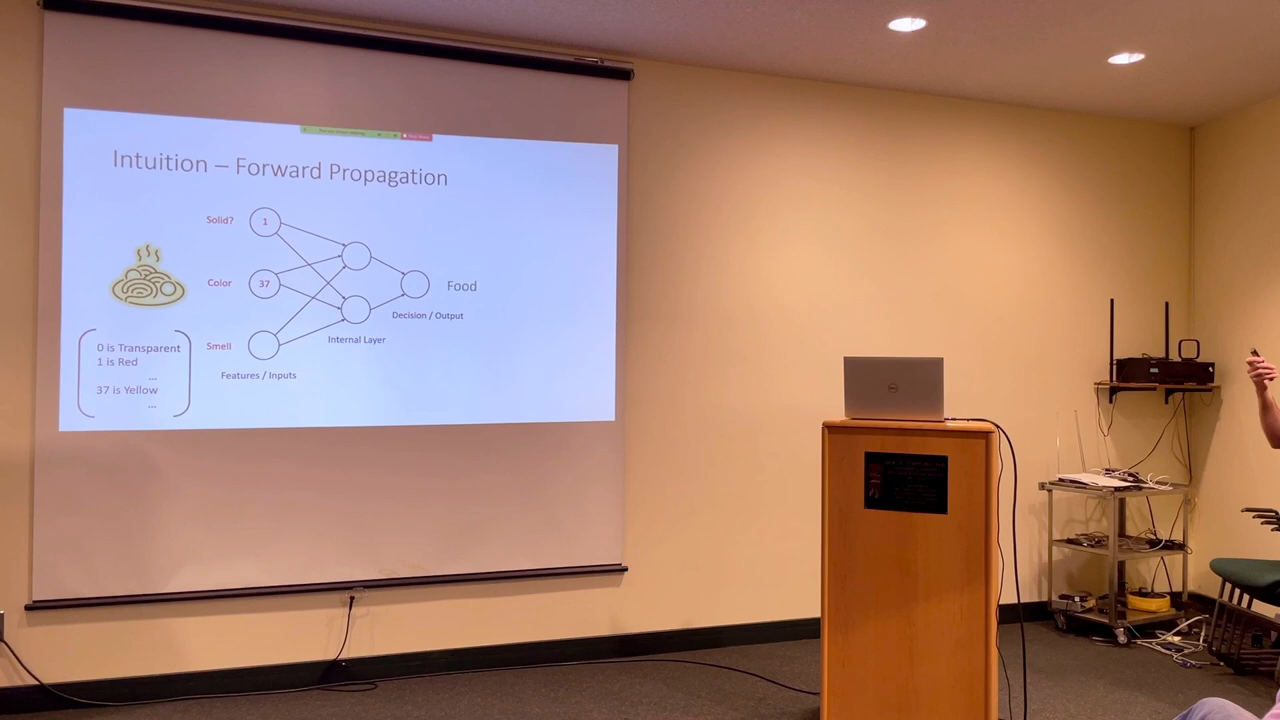 Intuition – Forward Propagation
Solid?
1
Color
37
Food
Decision / Output
Internal Layer
Smell
Features / Inputs
0 is Transparent
1 is Red
...
37 is Yellow
...
DELL